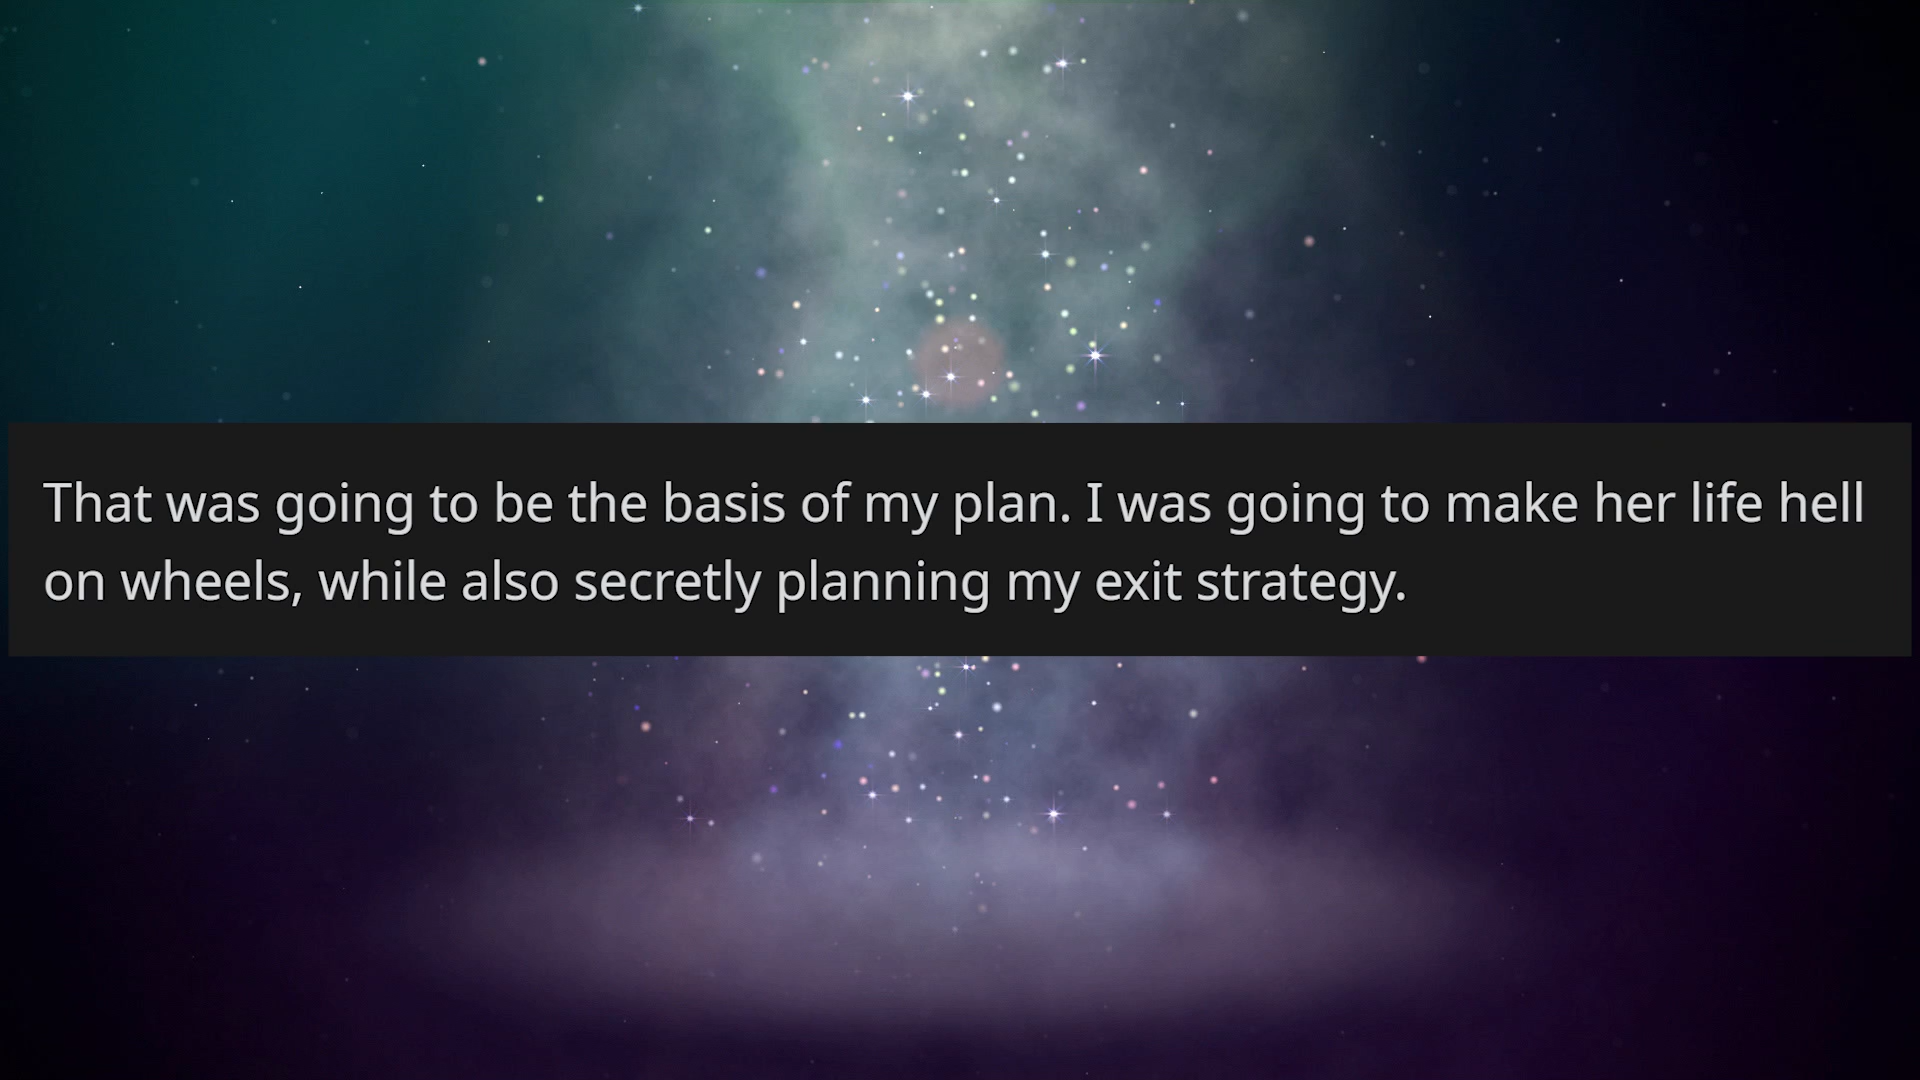 That was going to be the basis of my plan. I was going to make her life hell
on wheels, while also secretly planning my exit strategy.